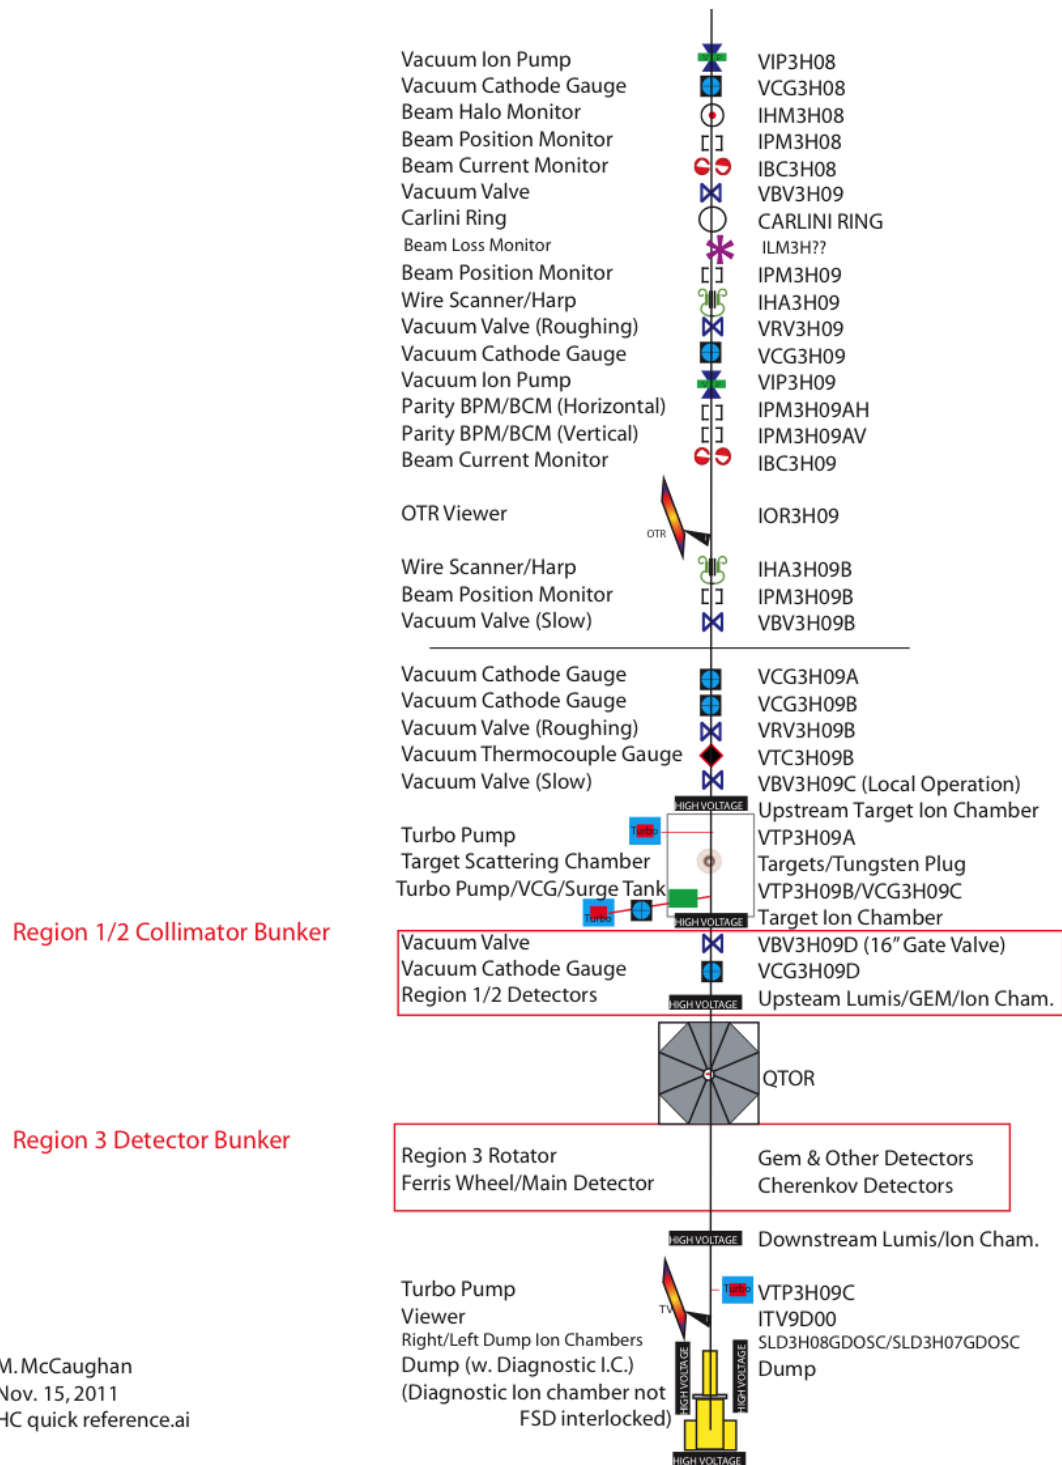 Vacuum Ion Pump VIP3H08
Vacuum Cathode Gauge VCG3H08
Beam Halo Monitor IHM3H08
Beam Position Monitor IPM3H08
Beam Current Monitor IBC3H08
Vacuum Valve VBV3H09
Carlini Ring CARLINI RING
Beam Loss Monitor ILM3H??
Beam Position Monitor IPM3H09
Wire Scanner/Harp IHA3H09
Vacuum Valve (Roughing) VRV3H09
Vacuum Cathode Gauge VCG3H09
Vacuum Ion Pump VIP3H09
Parity BPM/BCM (Horizontal) IPM3H09AH
Parity BPM/BCM (Vertical) IPM3H09AV
Beam Current Monitor IBC3H09
OTR Viewer IOR3H09
OTR
Wire Scanner/Harp IHA3H09B
Beam Position Monitor IPM3H09B
Vacuum Valve (Slow) VBV3H09B
Vacuum Cathode Gauge VCG3H09A
Vacuum Cathode Gauge VCG3H09B
Vacuum Valve (Roughing) VRV3H09B
Vacuum Thermocouple Gauge VTC3H09B
Vacuum Valve (Slow) VBV3H09C (Local Operation)
HIGH VOLTAGE Upstream Target Ion Chamber
Turbo Pump Turbo VTP3H09A
Target Scattering Chamber Targets/Tungsten Plug
Turbo Pump/VCG/Surge Tank VTP3H09B/VCG3H09C
Turbo HIGH VOLTAGE Target Ion Chamber
Region 1/2 Collimator Bunker
Vacuum Valve VBV3H09D (16" Gate Valve)
Vacuum Cathode Gauge VCG3H09D
Region 1/2 Detectors HIGH VOLTAGE Upsteam Lumis/GEM/Ion Cham.
QTOR
Region 3 Detector Bunker
Region 3 Rotator Gem & Other Detectors
Ferris Wheel/Main Detector Cherenkov Detectors
HIGH VOLTAGE Downstream Lumis/Ion Cham.
Turbo Pump Turbo VTP3H09C
Viewer TV ITV9D00
Right/Left Dump Ion Chambers SLD3H08GDOSC/SLD3H07GDOSC
Dump (w. Diagnostic I.C.) HIGH VOLTAGE HIGH VOLTAGE Dump
(Diagnostic Ion chamber not
FSD interlocked)
HIGH VOLTAGE
M. McCaughan
Nov. 15, 2011
HC quick reference.ai